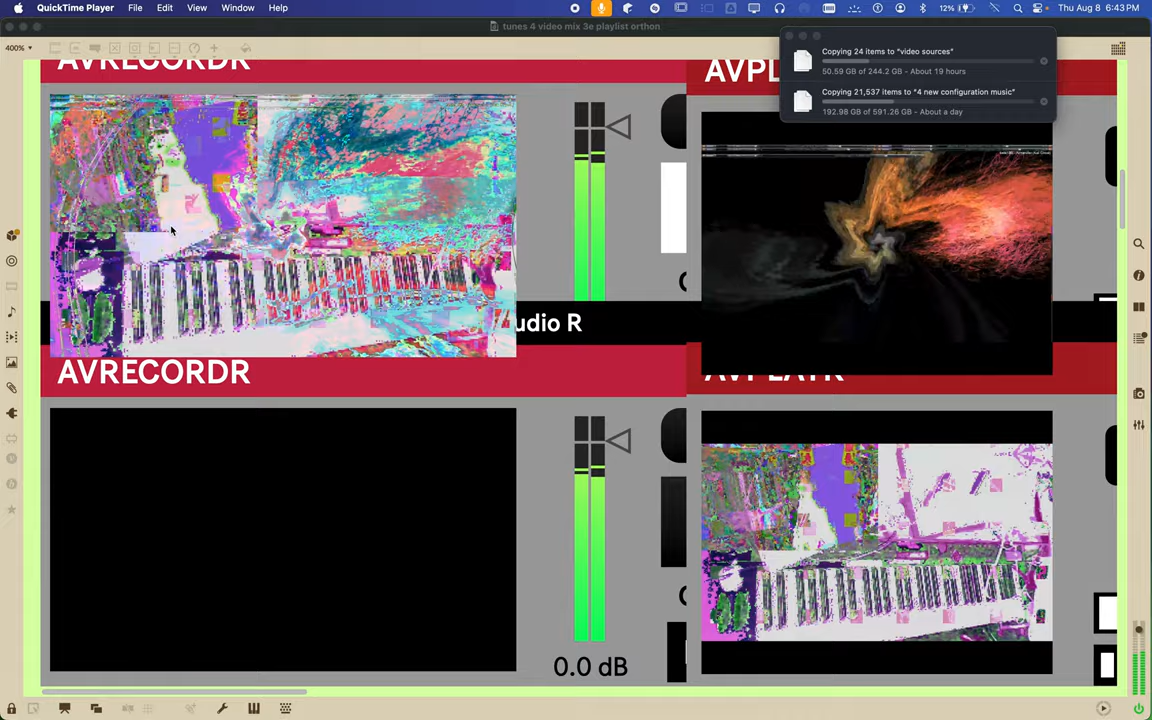 QuickTime Player File Edit View Window Help
12% Thu Aug 8 6:43 PM
tunes 4 video mix 3e playlist orthon
400%
Copying 24 items to "video sources"
50.59 GB of 244.2 GB - About 19 hours
Copying 21,537 items to "4 new configuration music"
192.98 GB of 591.26 GB - About a day
AVRECORDR
AVPL
udio R
AVRECORDR
AVPLAYR
0.0 dB